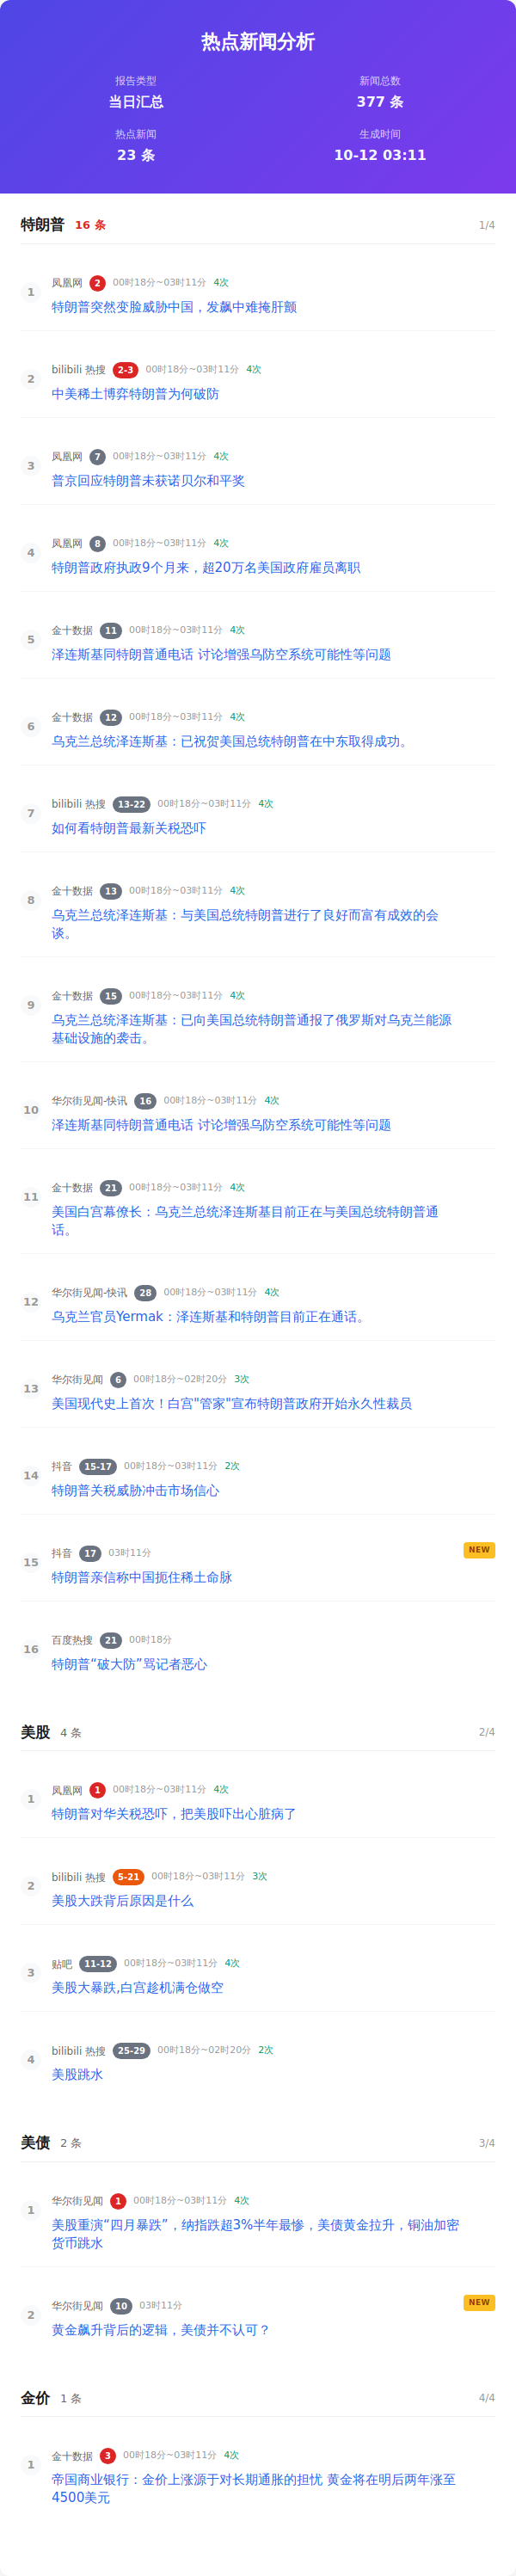 热点新闻分析
报告类型
当日汇总
新闻总数
377 条
热点新闻
23 条
生成时间
10-12 03:11
特朗普 16 条 1/4
1 凤凰网 2 00时18分~03时11分 4次
特朗普突然变脸威胁中国，发飙中难掩肝颤
2 bilibili 热搜 2-3 00时18分~03时11分 4次
中美稀土博弈特朗普为何破防
3 凤凰网 7 00时18分~03时11分 4次
普京回应特朗普未获诺贝尔和平奖
4 凤凰网 8 00时18分~03时11分 4次
特朗普政府执政9个月来，超20万名美国政府雇员离职
5 金十数据 11 00时18分~03时11分 4次
泽连斯基同特朗普通电话 讨论增强乌防空系统可能性等问题
6 金十数据 12 00时18分~03时11分 4次
乌克兰总统泽连斯基：已祝贺美国总统特朗普在中东取得成功。
7 bilibili 热搜 13-22 00时18分~03时11分 4次
如何看特朗普最新关税恐吓
8 金十数据 13 00时18分~03时11分 4次
乌克兰总统泽连斯基：与美国总统特朗普进行了良好而富有成效的会
谈。
9 金十数据 15 00时18分~03时11分 4次
乌克兰总统泽连斯基：已向美国总统特朗普通报了俄罗斯对乌克兰能源
基础设施的袭击。
10 华尔街见闻-快讯 16 00时18分~03时11分 4次
泽连斯基同特朗普通电话 讨论增强乌防空系统可能性等问题
11 金十数据 21 00时18分~03时11分 4次
美国白宫幕僚长：乌克兰总统泽连斯基目前正在与美国总统特朗普通
话。
12 华尔街见闻-快讯 28 00时18分~03时11分 4次
乌克兰官员Yermak：泽连斯基和特朗普目前正在通话。
13 华尔街见闻 6 00时18分~02时20分 3次
美国现代史上首次！白宫"管家"宣布特朗普政府开始永久性裁员
14 抖音 15-17 00时18分~03时11分 2次
特朗普关税威胁冲击市场信心
15 抖音 17 03时11分 NEW
特朗普亲信称中国扼住稀土命脉
16 百度热搜 21 00时18分
特朗普“破大防”骂记者恶心
美股 4 条 2/4
1 凤凰网 1 00时18分~03时11分 4次
特朗普对华关税恐吓，把美股吓出心脏病了
2 bilibili 热搜 5-21 00时18分~03时11分 3次
美股大跌背后原因是什么
3 贴吧 11-12 00时18分~03时11分 4次
美股大暴跌,白宫趁机满仓做空
4 bilibili 热搜 25-29 00时18分~02时20分 2次
美股跳水
美债 2 条 3/4
1 华尔街见闻 1 00时18分~03时11分 4次
美股重演“四月暴跌”，纳指跌超3%半年最惨，美债黄金拉升，铜油加密
货币跳水
2 华尔街见闻 10 03时11分 NEW
黄金飙升背后的逻辑，美债并不认可？
金价 1 条 4/4
1 金十数据 3 00时18分~03时11分 4次
帝国商业银行：金价上涨源于对长期通胀的担忧 黄金将在明后两年涨至
4500美元